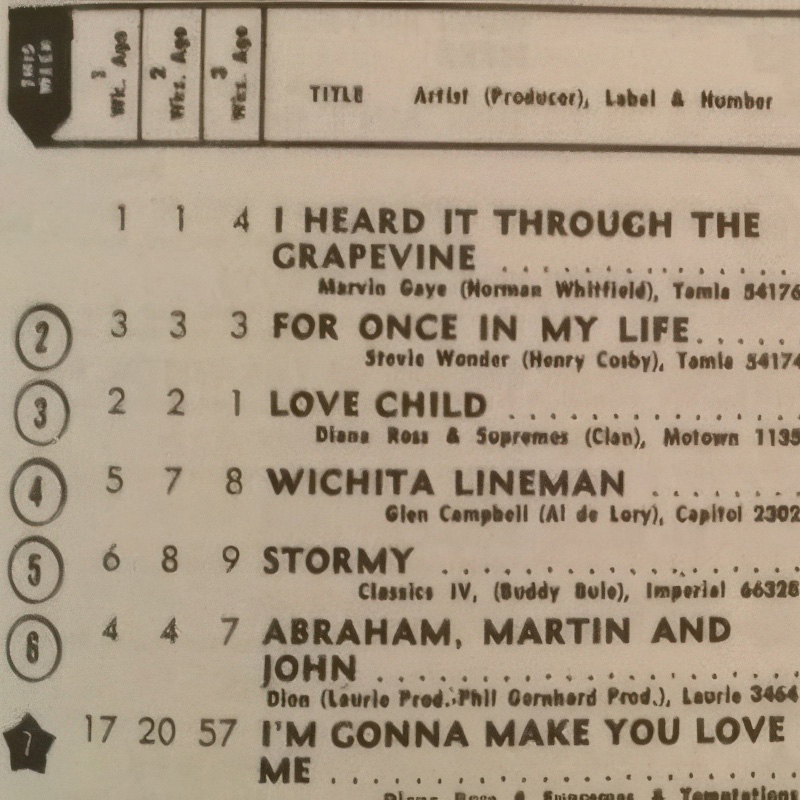 1 Wk. Ago 2 Wks. Ago 3 Wks. Ago TITLE Artist (Producer), Label & Number
1 1 4 I HEARD IT THROUGH THE
GRAPEVINE . . . . . . . . . . . . . .
Marvin Gaye (Norman Whitfield), Tamla 54176
2 3 3 3 FOR ONCE IN MY LIFE. . . . .
Stevie Wonder (Henry Cosby), Tamla 54174
3 2 2 1 LOVE CHILD . . . . . . . . . . . . . .
Diana Ross & Supremes (Clan), Motown 1135
4 5 7 8 WICHITA LINEMAN . . . . . . .
Glen Campbell (Al de Lory), Capitol 2302
5 6 8 9 STORMY . . . . . . . . . . . . . . . . .
Classics IV, (Buddy Buie), Imperial 66328
6 4 4 7 ABRAHAM, MARTIN AND
JOHN . . . . . . . . . . . . . . . . . . . .
Dion (Laurie Prod.-Phil Gernhard Prod.), Laurie 3464
7 17 20 57 I'M GONNA MAKE YOU LOVE
ME . . . . . . . . . . . . . . . . . . . . . .
Diana Ross & Supremes & Temptations